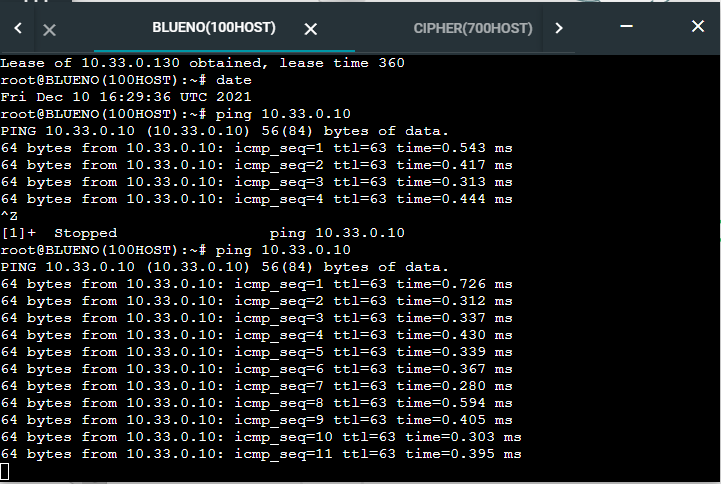 BLUENO(100HOST) CIPHER(700HOST)
Lease of 10.33.0.130 obtained, lease time 360
root@BLUENO(100HOST):~# date
Fri Dec 10 16:29:36 UTC 2021
root@BLUENO(100HOST):~# ping 10.33.0.10
PING 10.33.0.10 (10.33.0.10) 56(84) bytes of data.
64 bytes from 10.33.0.10: icmp_seq=1 ttl=63 time=0.543 ms
64 bytes from 10.33.0.10: icmp_seq=2 ttl=63 time=0.417 ms
64 bytes from 10.33.0.10: icmp_seq=3 ttl=63 time=0.313 ms
64 bytes from 10.33.0.10: icmp_seq=4 ttl=63 time=0.444 ms
^Z
[1]+  Stopped                 ping 10.33.0.10
root@BLUENO(100HOST):~# ping 10.33.0.10
PING 10.33.0.10 (10.33.0.10) 56(84) bytes of data.
64 bytes from 10.33.0.10: icmp_seq=1 ttl=63 time=0.726 ms
64 bytes from 10.33.0.10: icmp_seq=2 ttl=63 time=0.312 ms
64 bytes from 10.33.0.10: icmp_seq=3 ttl=63 time=0.337 ms
64 bytes from 10.33.0.10: icmp_seq=4 ttl=63 time=0.430 ms
64 bytes from 10.33.0.10: icmp_seq=5 ttl=63 time=0.339 ms
64 bytes from 10.33.0.10: icmp_seq=6 ttl=63 time=0.367 ms
64 bytes from 10.33.0.10: icmp_seq=7 ttl=63 time=0.280 ms
64 bytes from 10.33.0.10: icmp_seq=8 ttl=63 time=0.594 ms
64 bytes from 10.33.0.10: icmp_seq=9 ttl=63 time=0.405 ms
64 bytes from 10.33.0.10: icmp_seq=10 ttl=63 time=0.303 ms
64 bytes from 10.33.0.10: icmp_seq=11 ttl=63 time=0.395 ms